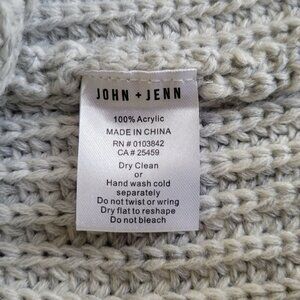 JOHN + JENN
100% Acrylic
MADE IN CHINA
RN # 0103842
CA # 25459
Dry Clean
or
Hand wash cold
separately
Do not twist or wring
Dry flat to reshape
Do not bleach